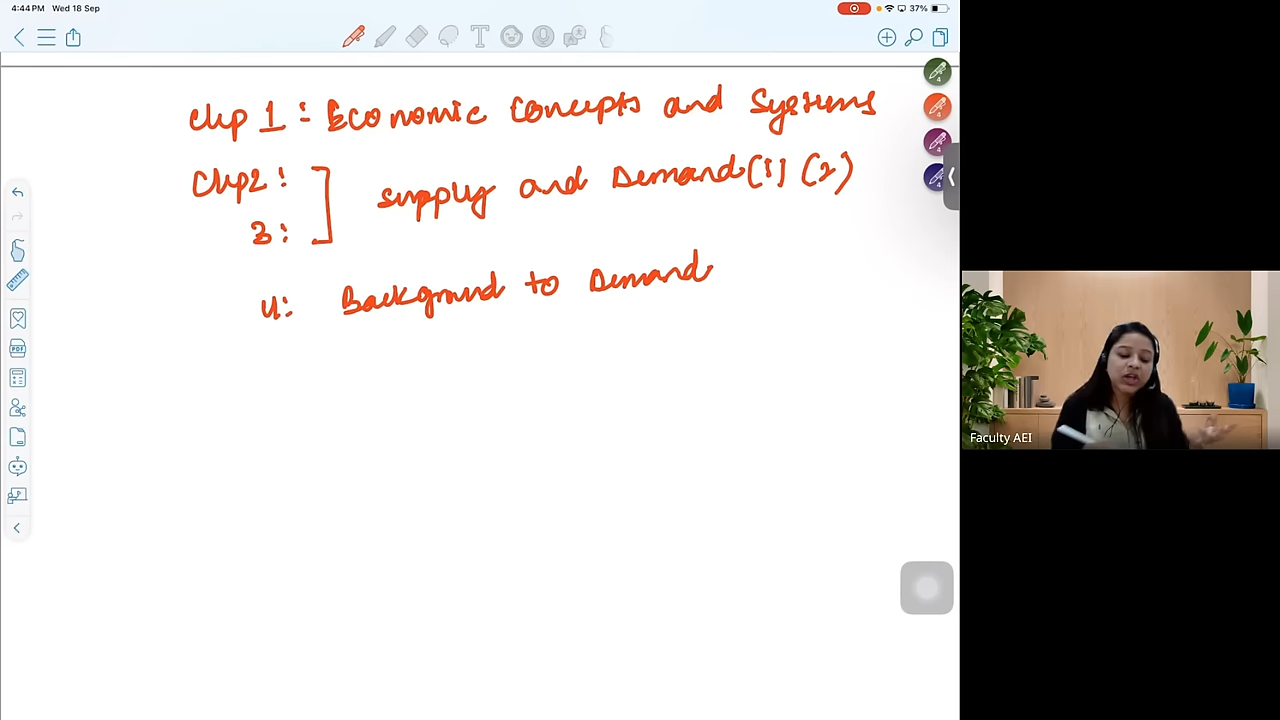 4:44 PM Wed 18 Sep
37%
Chp 1: Economic Concepts and Systems
Chp2:
Supply and Demand (1) (2)
3:
4: Background to Demand
Faculty AEI